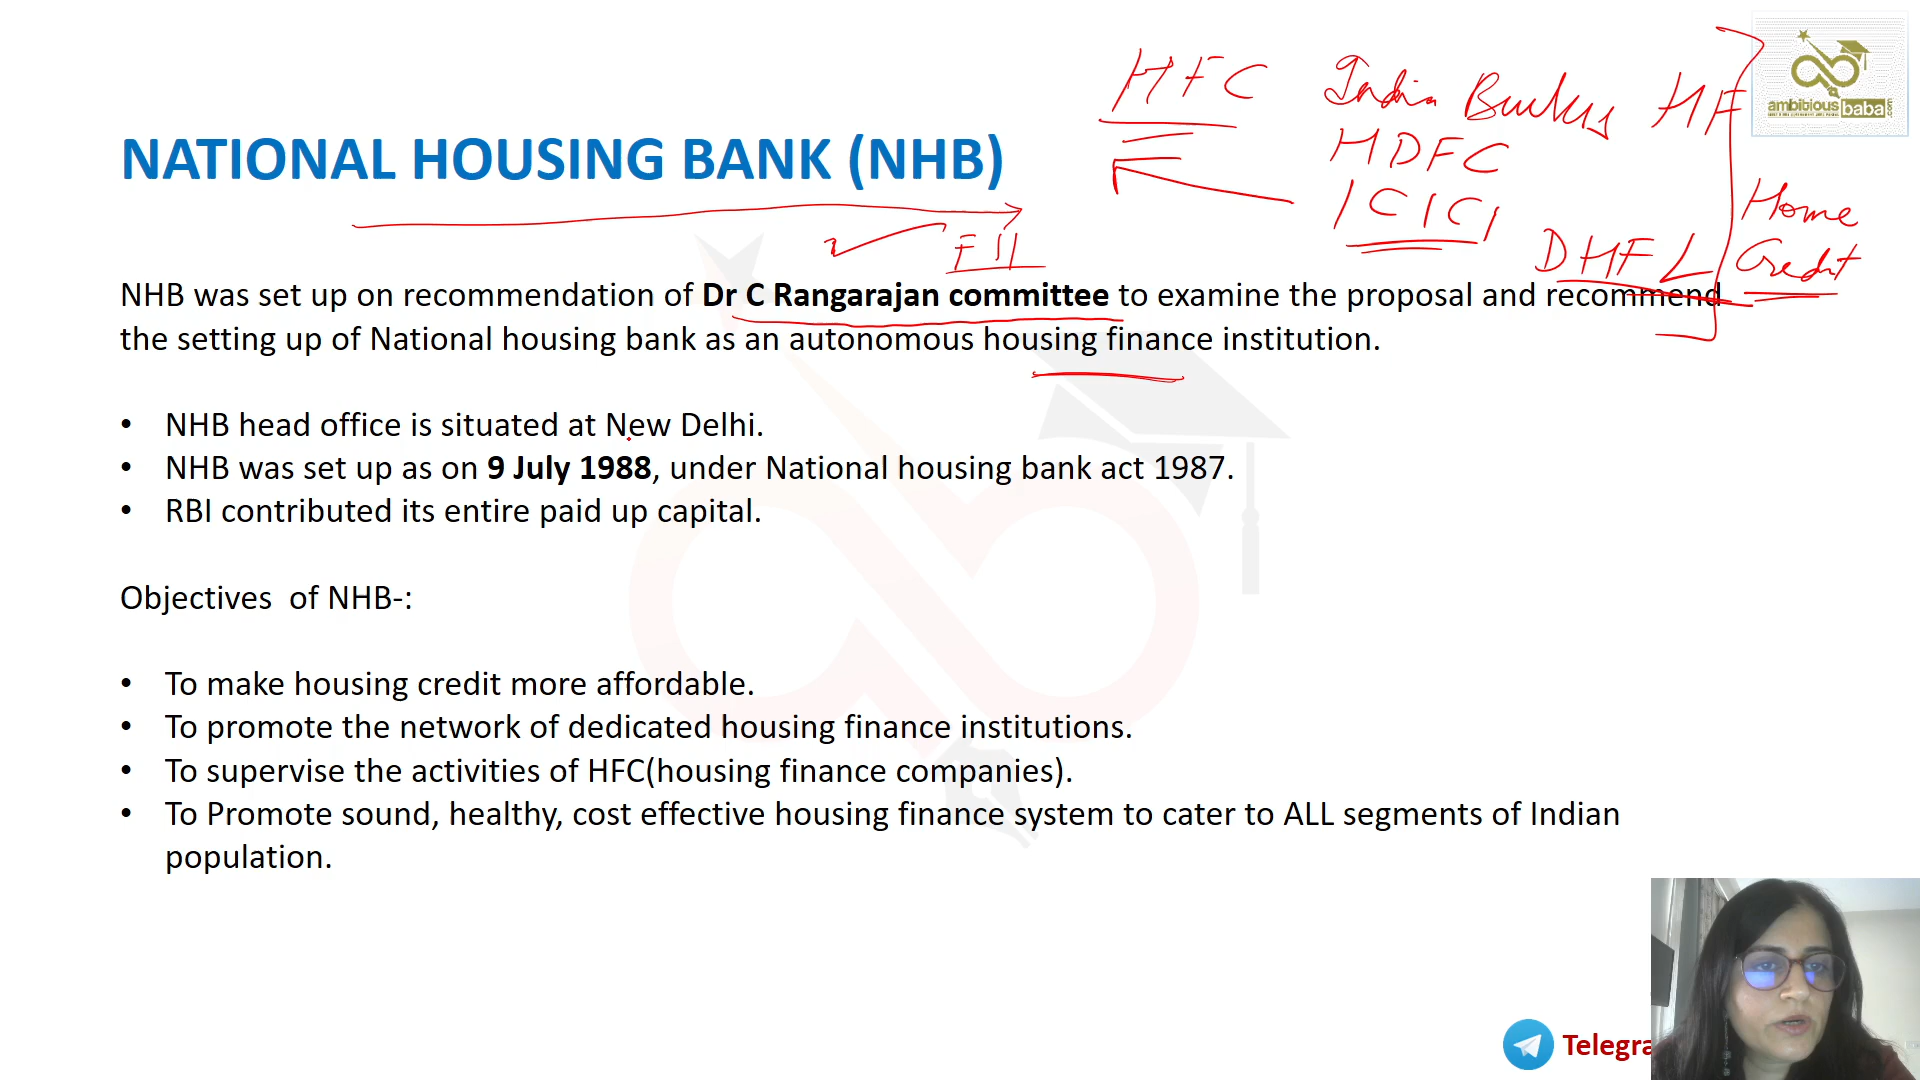 HFC India Bulls HF
HDFC
ICICI
Home
Credit
DHFL
ambitiousbaba.com
NATIONAL HOUSING BANK (NHB)
NHB was set up on recommendation of Dr C Rangarajan committee to examine the proposal and recommend
the setting up of National housing bank as an autonomous housing finance institution.
• NHB head office is situated at New Delhi.
• NHB was set up as on 9 July 1988, under National housing bank act 1987.
• RBI contributed its entire paid up capital.
Objectives of NHB-:
• To make housing credit more affordable.
• To promote the network of dedicated housing finance institutions.
• To supervise the activities of HFC(housing finance companies).
• To Promote sound, healthy, cost effective housing finance system to cater to ALL segments of Indian
population.
Telegra